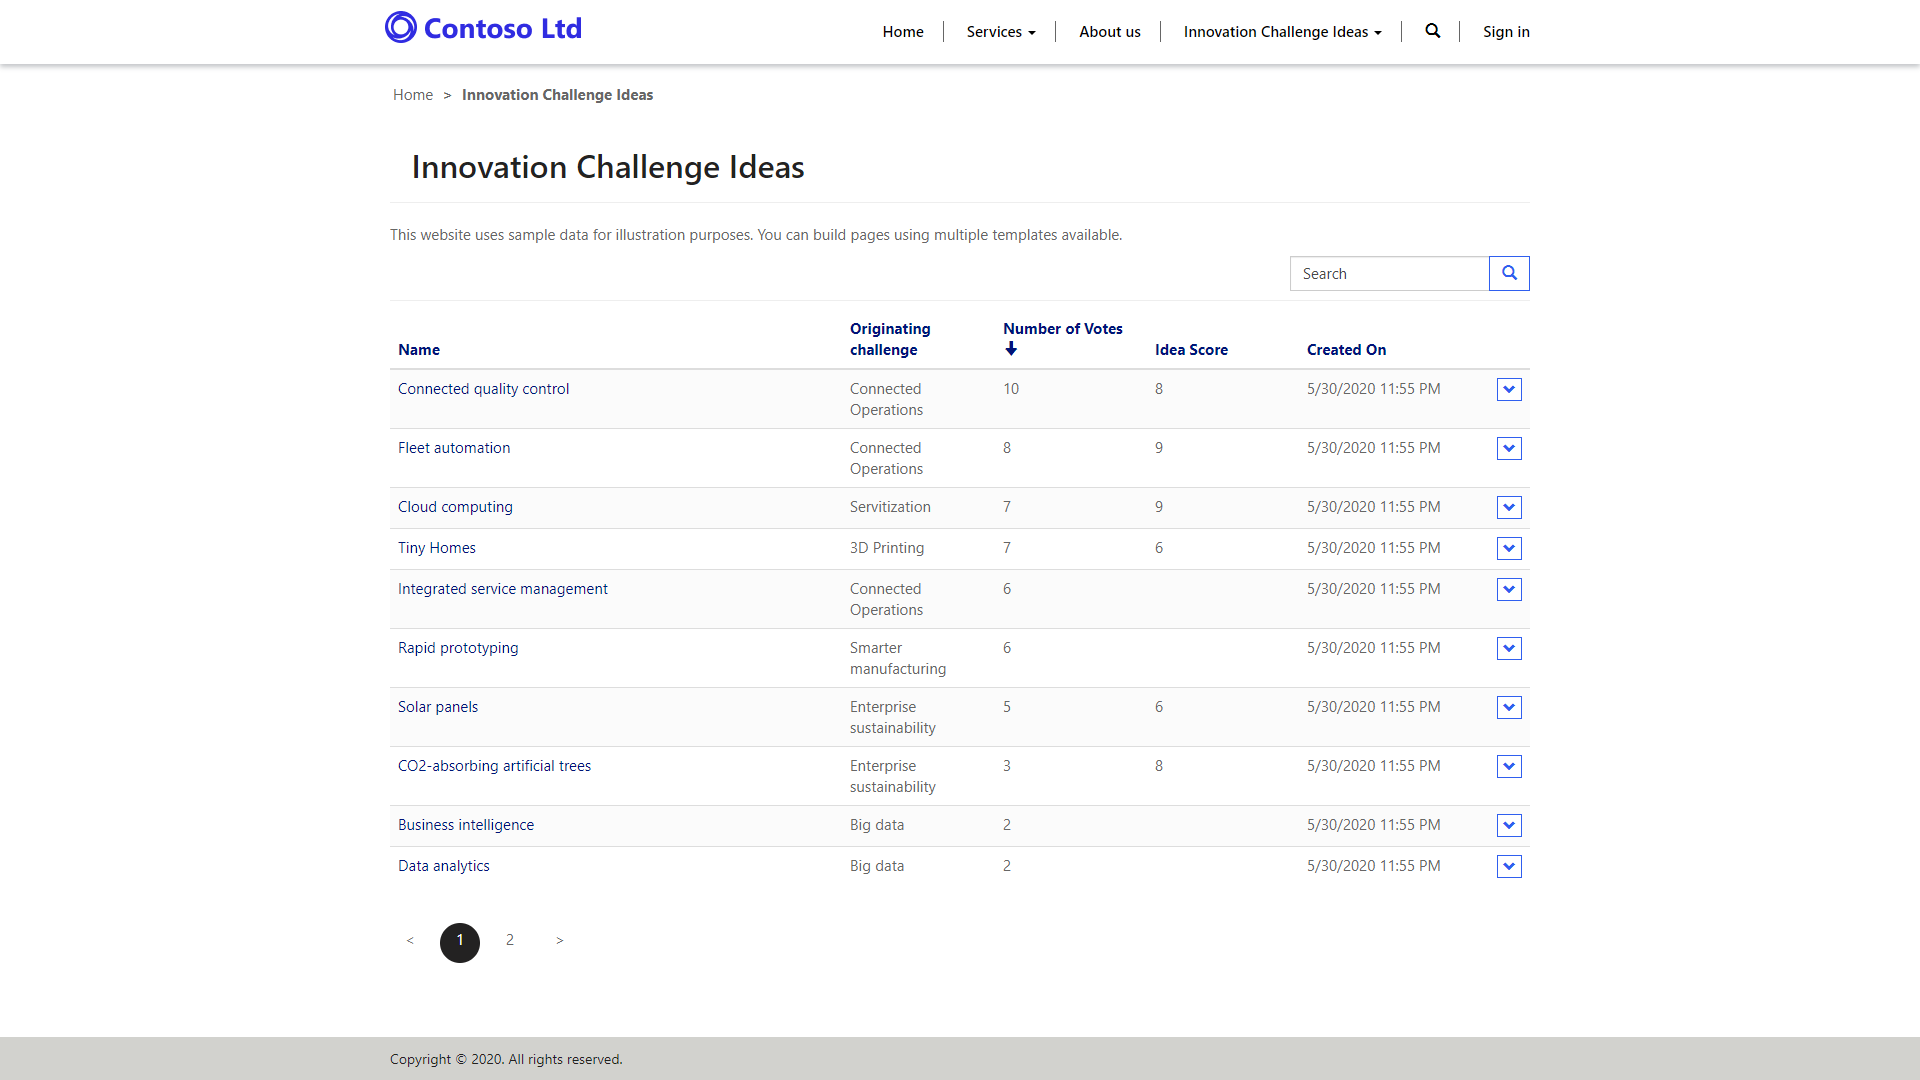 Contoso Ltd
Home Services About us Innovation Challenge Ideas Sign in
Home > Innovation Challenge Ideas
Innovation Challenge Ideas
This website uses sample data for illustration purposes. You can build pages using multiple templates available.
Search
Name Originating challenge Number of Votes Idea Score Created On
Connected quality control Connected Operations 10 8 5/30/2020 11:55 PM
Fleet automation Connected Operations 8 9 5/30/2020 11:55 PM
Cloud computing Servitization 7 9 5/30/2020 11:55 PM
Tiny Homes 3D Printing 7 6 5/30/2020 11:55 PM
Integrated service management Connected Operations 6 5/30/2020 11:55 PM
Rapid prototyping Smarter manufacturing 6 5/30/2020 11:55 PM
Solar panels Enterprise sustainability 5 6 5/30/2020 11:55 PM
CO2-absorbing artificial trees Enterprise sustainability 3 8 5/30/2020 11:55 PM
Business intelligence Big data 2 5/30/2020 11:55 PM
Data analytics Big data 2 5/30/2020 11:55 PM
< 1 2 >
Copyright © 2020. All rights reserved.